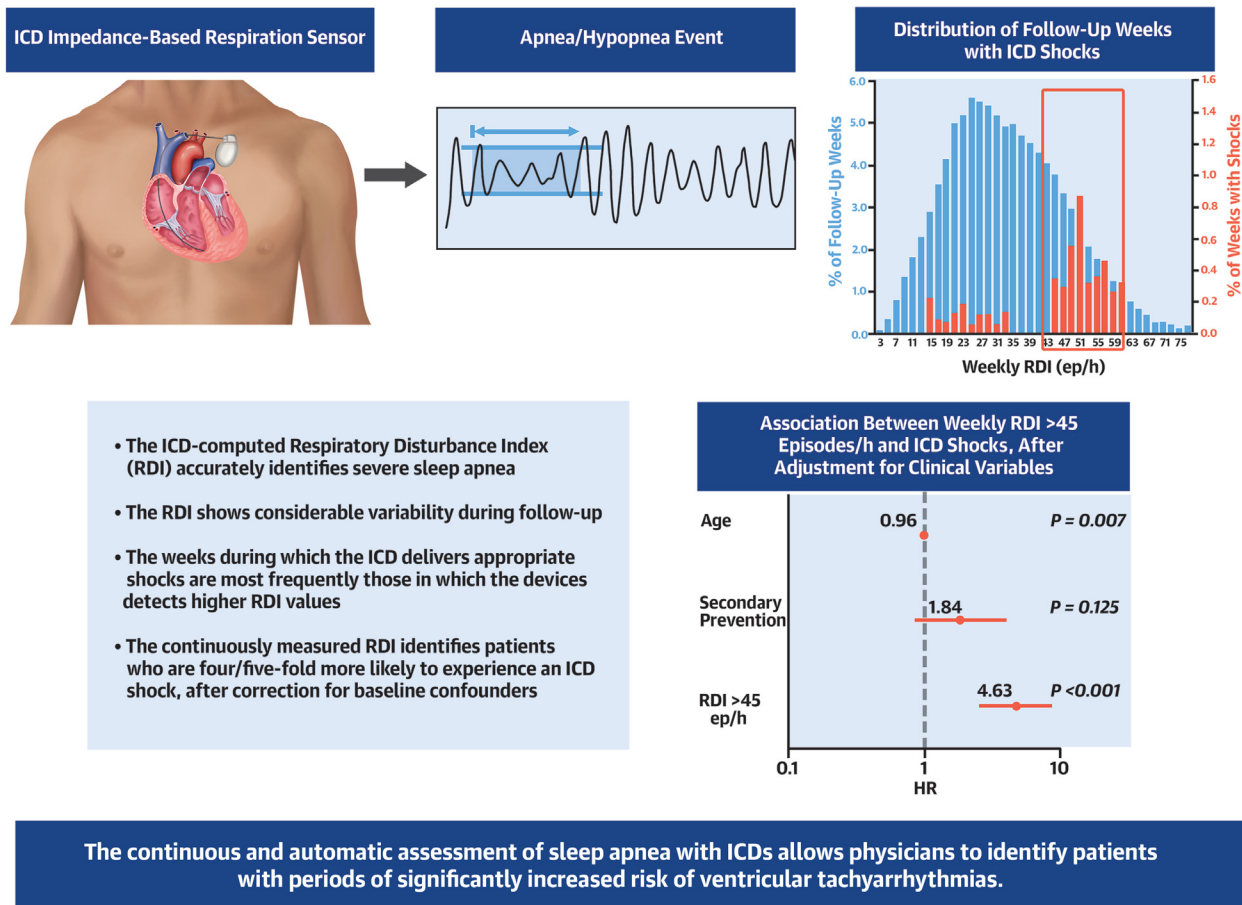 ICD Impedance-Based Respiration Sensor
Apnea/Hypopnea Event
Distribution of Follow-Up Weeks
with ICD Shocks
% of Follow-Up Weeks
6.0
5.0
4.0
3.0
2.0
1.0
0.0
1.6
1.4
1.2
1.0
0.8
0.6
0.4
0.2
0.0
% of Weeks with Shocks
3 7 11 15 19 23 27 31 35 39 43 47 51 55 59 63 67 71 75
Weekly RDI (ep/h)
• The ICD-computed Respiratory Disturbance Index
(RDI) accurately identifies severe sleep apnea
• The RDI shows considerable variability during follow-up
• The weeks during which the ICD delivers appropriate
shocks are most frequently those in which the devices
detects higher RDI values
• The continuously measured RDI identifies patients
who are four/five-fold more likely to experience an ICD
shock, after correction for baseline confounders
Association Between Weekly RDI >45
Episodes/h and ICD Shocks, After
Adjustment for Clinical Variables
Age
0.96
P = 0.007
Secondary
Prevention
1.84
P = 0.125
RDI >45
ep/h
4.63
P <0.001
0.1 1 10
HR
The continuous and automatic assessment of sleep apnea with ICDs allows physicians to identify patients
with periods of significantly increased risk of ventricular tachyarrhythmias.